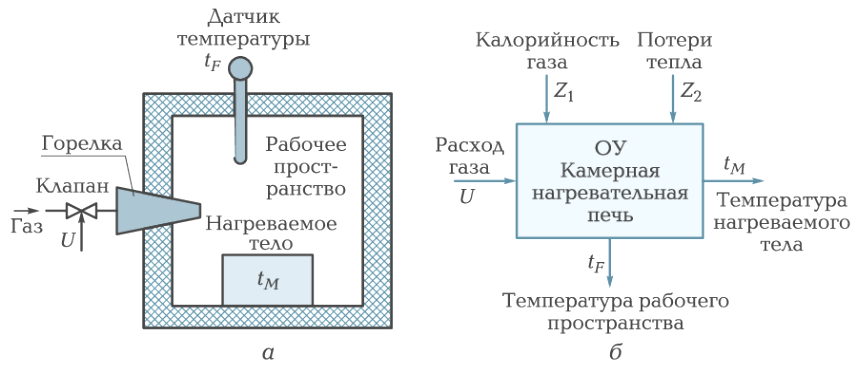 Датчик
температуры
t_F
Горелка
Клапан
Газ
U
Рабочее
прост-
ранство
Нагреваемое
тело
t_M
а
Калорийность
газа
Z_1
Потери
тепла
Z_2
Расход
газа
U
ОУ
Камерная
нагревательная
печь
t_M
Температура
нагреваемого
тела
t_F
Температура рабочего
пространства
б